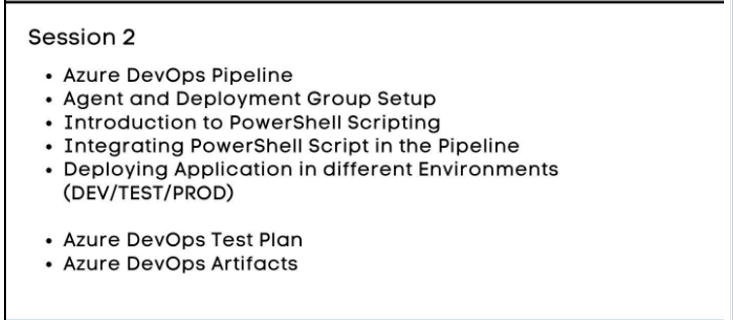 Session 2
• Azure DevOps Pipeline
• Agent and Deployment Group Setup
• Introduction to PowerShell Scripting
• Integrating PowerShell Script in the Pipeline
• Deploying Application in different Environments
(DEV/TEST/PROD)
• Azure DevOps Test Plan
• Azure DevOps Artifacts